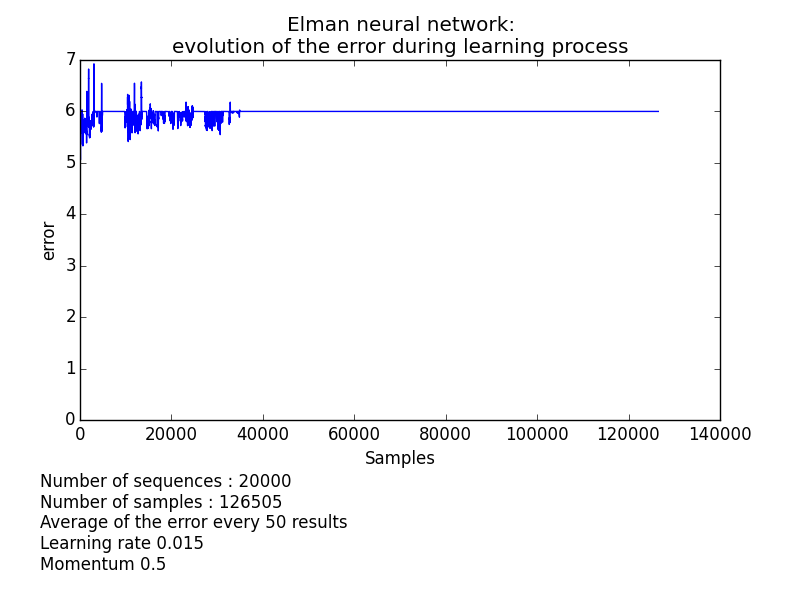 Elman neural network:
evolution of the error during learning process
7
6
5
4
3
2
1
0
error
0 20000 40000 60000 80000 100000 120000 140000
Samples
Number of sequences : 20000
Number of samples : 126505
Average of the error every 50 results
Learning rate 0.015
Momentum 0.5